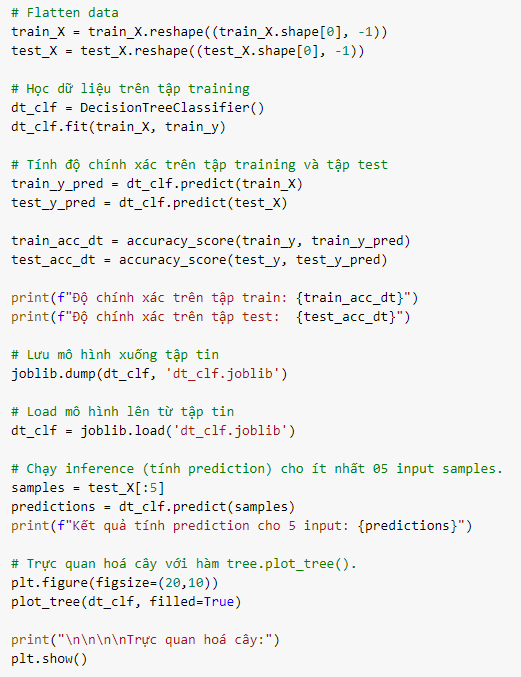 # Flatten data
train_X = train_X.reshape((train_X.shape[0], -1))
test_X = test_X.reshape((test_X.shape[0], -1))
# Học dữ liệu trên tập training
dt_clf = DecisionTreeClassifier()
dt_clf.fit(train_X, train_y)
# Tính độ chính xác trên tập training và tập test
train_y_pred = dt_clf.predict(train_X)
test_y_pred = dt_clf.predict(test_X)
train_acc_dt = accuracy_score(train_y, train_y_pred)
test_acc_dt = accuracy_score(test_y, test_y_pred)
print(f"Độ chính xác trên tập train: {train_acc_dt}")
print(f"Độ chính xác trên tập test:  {test_acc_dt}")
# Lưu mô hình xuống tập tin
joblib.dump(dt_clf, 'dt_clf.joblib')
# Load mô hình lên từ tập tin
dt_clf = joblib.load('dt_clf.joblib')
# Chạy inference (tính prediction) cho ít nhất 05 input samples.
samples = test_X[:5]
predictions = dt_clf.predict(samples)
print(f"Kết quả tính prediction cho 5 input: {predictions}")
# Trực quan hoá cây với hàm tree.plot_tree().
plt.figure(figsize=(20,10))
plot_tree(dt_clf, filled=True)
print("\n\n\n\nTrực quan hoá cây:")
plt.show()